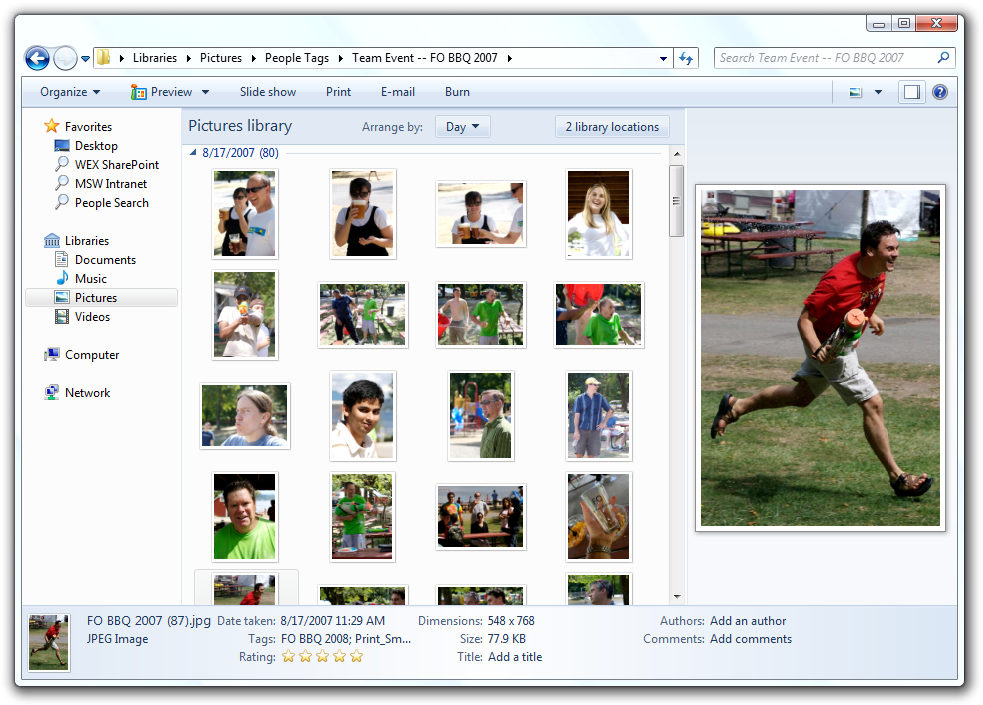 Libraries Pictures People Tags Team Event -- FO BBQ 2007
Search Team Event -- FO BBQ 2007
Organize Preview Slide show Print E-mail Burn
Favorites
Desktop
WEX SharePoint
MSW Intranet
People Search
Libraries
Documents
Music
Pictures
Videos
Computer
Network
Pictures library Arrange by: Day 2 library locations
8/17/2007 (80)
FO BBQ 2007 (87).jpg Date taken: 8/17/2007 11:29 AM Dimensions: 548 x 768 Authors: Add an author
JPEG Image Tags: FO BBQ 2008; Print_Sm... Size: 77.9 KB Comments: Add comments
Rating: Title: Add a title